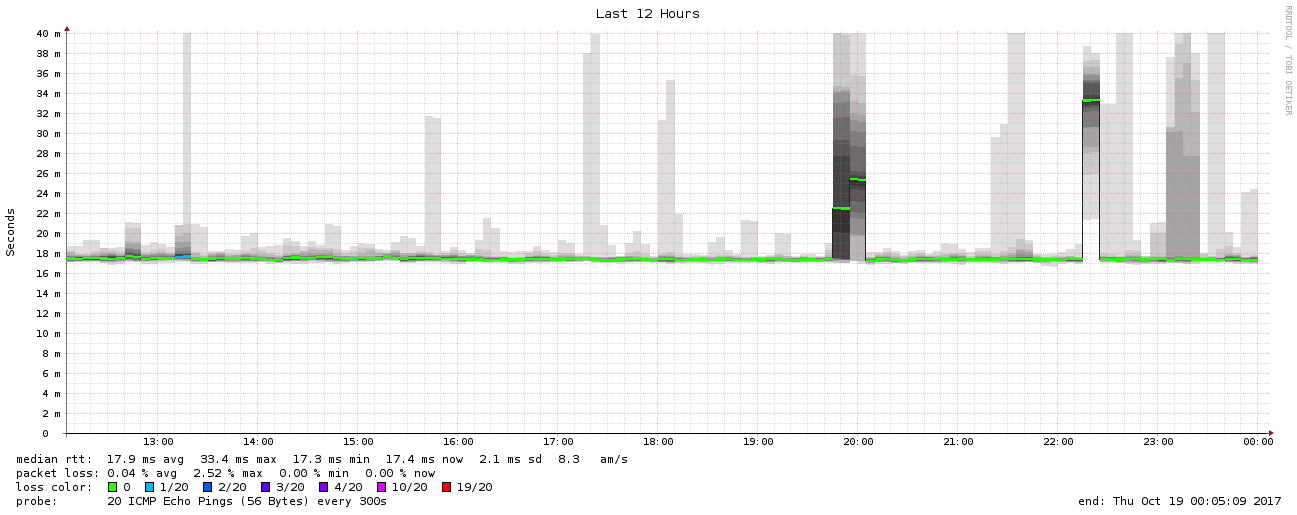 Last 12 Hours
RRDTOOL / TOBI OETIKER
Seconds
40 m
38 m
36 m
34 m
32 m
30 m
28 m
26 m
24 m
22 m
20 m
18 m
16 m
14 m
12 m
10 m
8 m
6 m
4 m
2 m
0
13:00 14:00 15:00 16:00 17:00 18:00 19:00 20:00 21:00 22:00 23:00 00:00
median rtt: 17.9 ms avg 33.4 ms max 17.3 ms min 17.4 ms now 2.1 ms sd 8.3 am/s
packet loss: 0.04 % avg 2.52 % max 0.00 % min 0.00 % now
loss color: 0 1/20 2/20 3/20 4/20 10/20 19/20
probe: 20 ICMP Echo Pings (56 Bytes) every 300s end: Thu Oct 19 00:05:09 2017